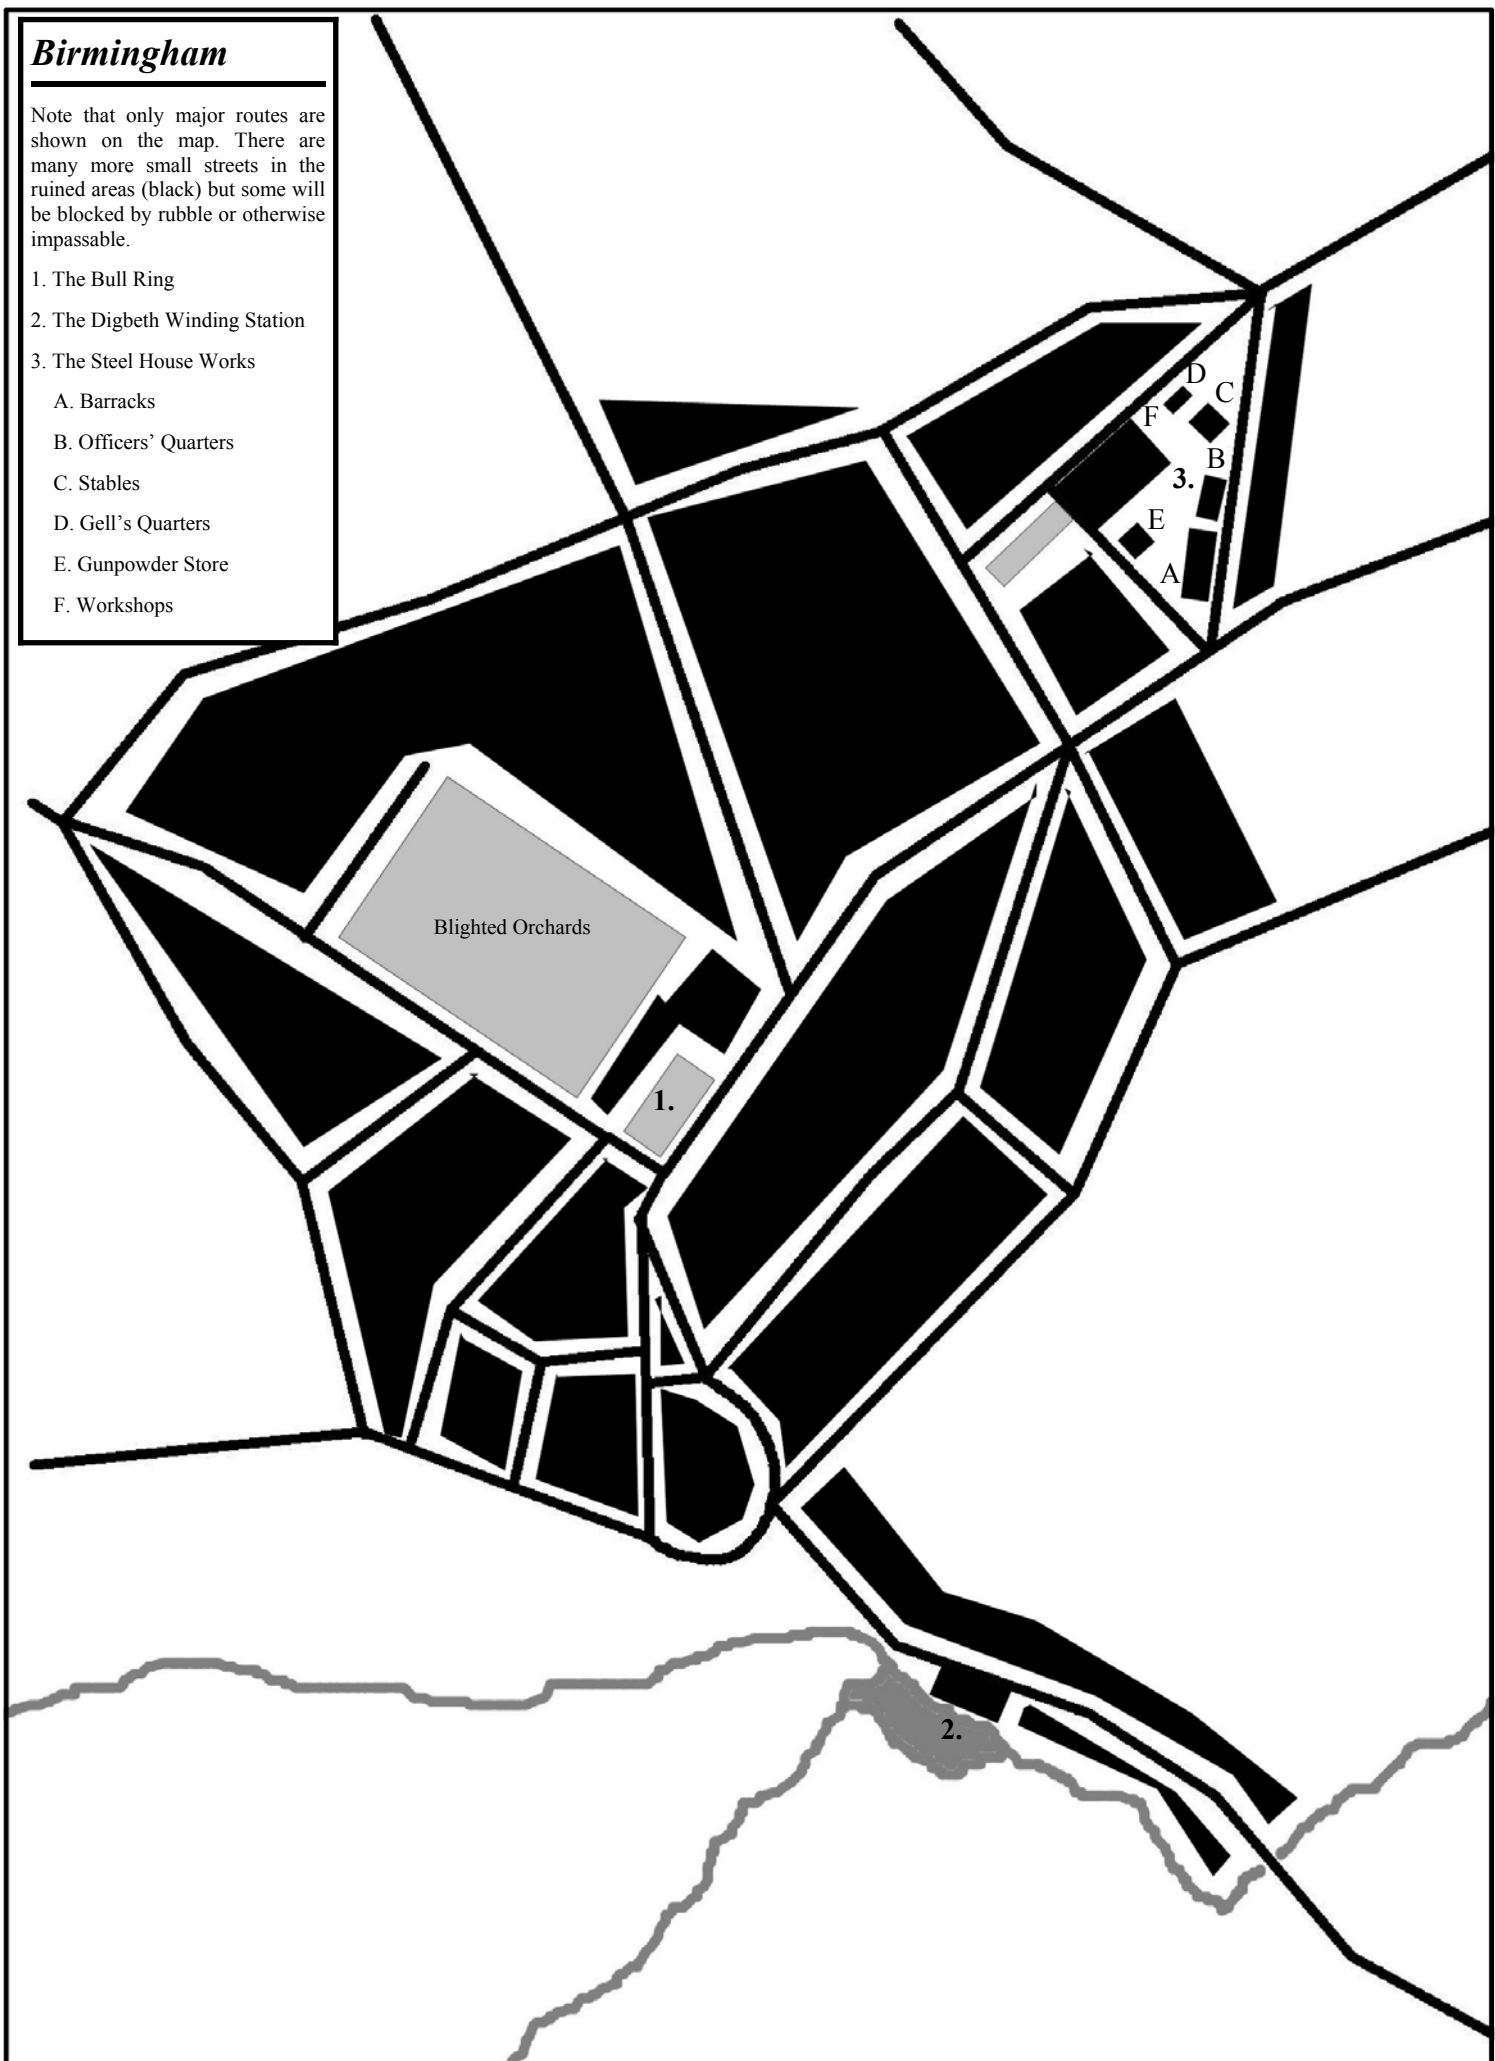 Birmingham
Note that only major routes are
shown on the map. There are
many more small streets in the
ruined areas (black) but some will
be blocked by rubble or otherwise
impassable.
1. The Bull Ring
2. The Digbeth Winding Station
3. The Steel House Works
A. Barracks
B. Officers’ Quarters
C. Stables
D. Gell’s Quarters
E. Gunpowder Store
F. Workshops
D
C
F
B
3.
E
A
Blighted Orchards
1.
2.